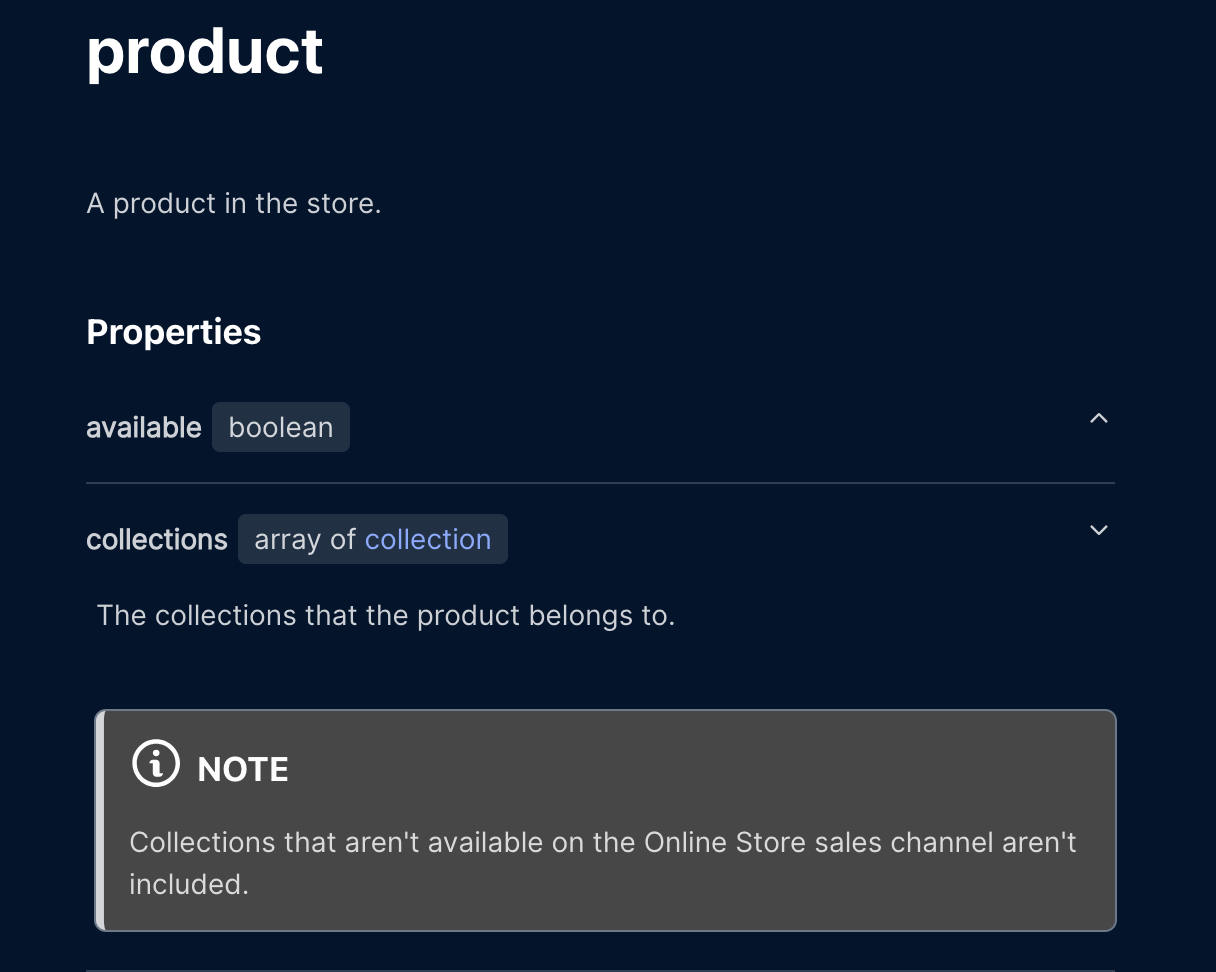 product
A product in the store.
Properties
available boolean
collections array of collection
The collections that the product belongs to.
NOTE
Collections that aren't available on the Online Store sales channel aren't
included.